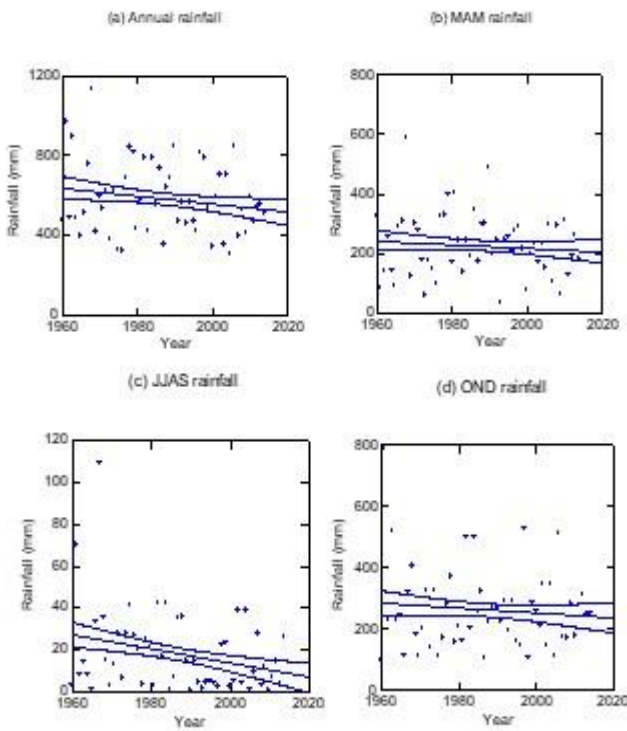 (a) Annual rainfall
(b) MAM rainfall
1200
800
400
0
Rainfall (mm)
1960 1980 2000 2020
Year
800
600
400
200
0
Rainfall (mm)
1960 1980 2000 2020
Year
(c) JJAS rainfall
(d) OND rainfall
120
100
80
60
40
20
0
Rainfall (mm)
1960 1980 2000 2020
Year
800
600
400
200
0
Rainfall (mm)
1960 1980 2000 2020
Year